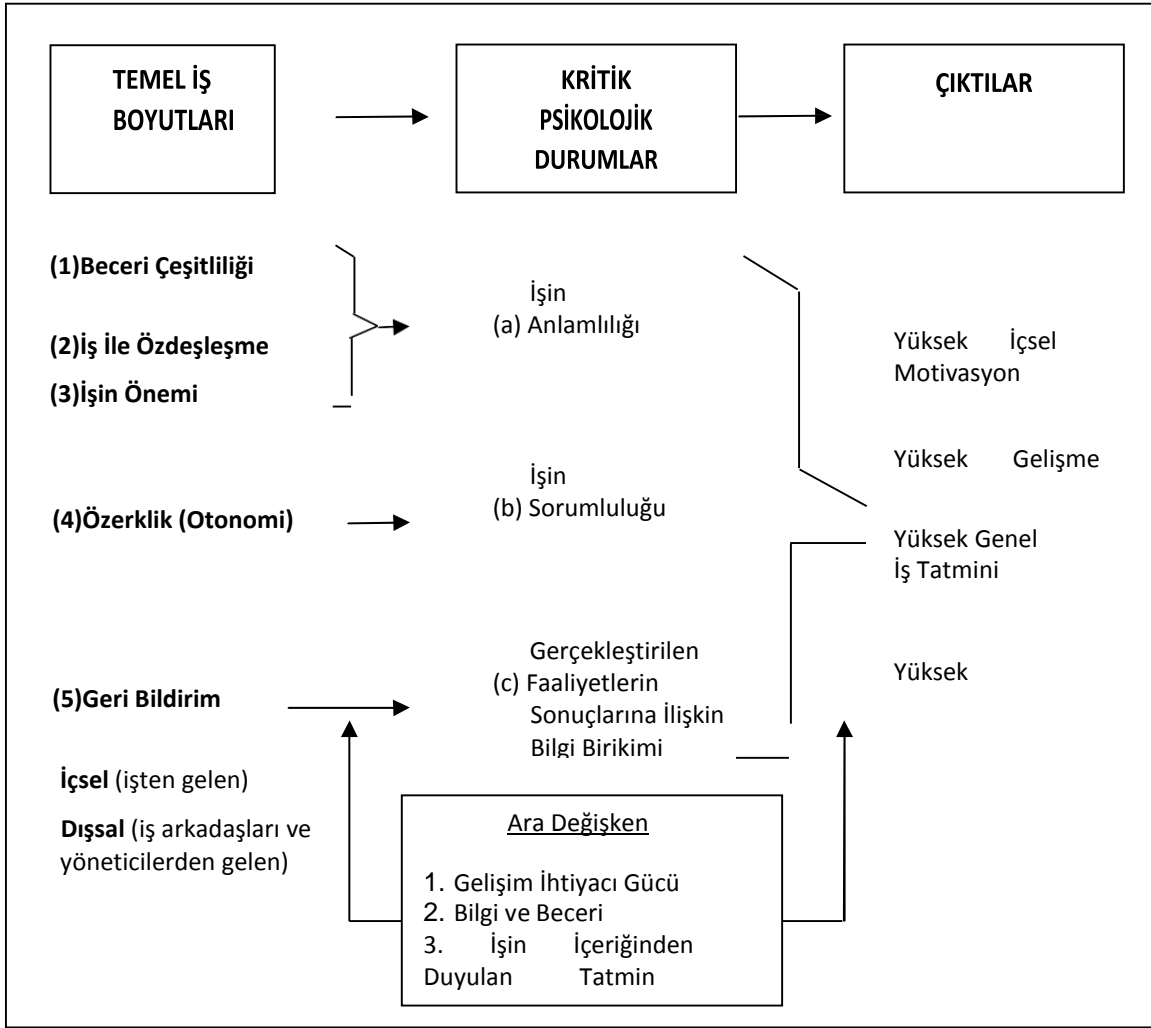 TEMEL İŞ
BOYUTLARI
KRİTİK
PSİKOLOJİK
DURUMLAR
ÇIKTILAR
(1)Beceri Çeşitliliği
(2)İş İle Özdeşleşme
(3)İşin Önemi
İşin
(a) Anlamlılığı
Yüksek İçsel
Motivasyon
Yüksek Gelişme
(4)Özerklik (Otonomi)
İşin
(b) Sorumluluğu
Yüksek Genel
İş Tatmini
(5)Geri Bildirim
Gerçekleştirilen
(c) Faaliyetlerin
Sonuçlarına İlişkin
Bilgi Birikimi
Yüksek
İçsel (işten gelen)
Dışsal (iş arkadaşları ve
yöneticilerden gelen)
Ara Değişken
1. Gelişim İhtiyacı Gücü
2. Bilgi ve Beceri
3. İşin İçeriğinden
Duyulan Tatmin